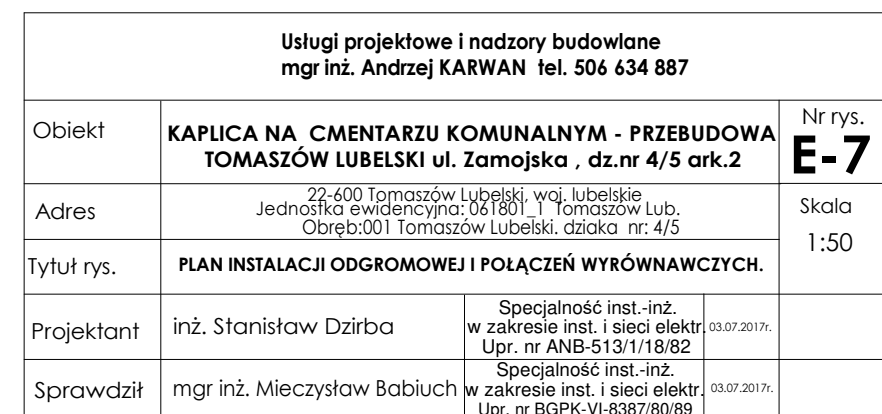 Usługi projektowe i nadzory budowlane
mgr inż. Andrzej KARWAN tel. 506 634 887
Obiekt
KAPLICA NA CMENTARZU KOMUNALNYM - PRZEBUDOWA
TOMASZÓW LUBELSKI ul. Zamojska , dz.nr 4/5 ark.2
Nr rys.
E-7
Adres
22-600 Tomaszów Lubelski, woj. lubelskie
Jednostka ewidencyjna: 061801_1 Tomaszów Lub.
Obręb:001 Tomaszów Lubelski. dziaka nr: 4/5
Skala
1:50
Tytuł rys.
PLAN INSTALACJI ODGROMOWEJ I POŁĄCZEŃ WYRÓWNAWCZYCH.
Projektant
inż. Stanisław Dzirba
Specjalność inst.-inż.
w zakresie inst. i sieci elektr.
Upr. nr ANB-513/1/18/82
03.07.2017r.
Sprawdził
mgr inż. Mieczysław Babiuch
Specjalność inst.-inż.
w zakresie inst. i sieci elektr.
Upr. nr BGPK-VI-8387/80/89
03.07.2017r.